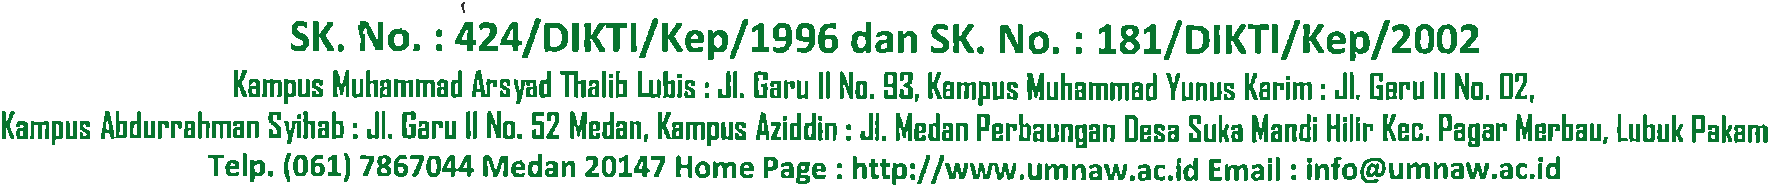 SK. No. : 424/DIKTI/Kep/1996 dan SK. No. : 181/DIKTI/Kep/2002
Kampus Muhammad Arsyad Thalib Lubis : Jl. Garu II No. 93, Kampus Muhammad Yunus Karim : Jl. Garu II No. 02,
Kampus Abdurrahman Syihab : Jl. Garu II No. 52 Medan, Kampus Aziddin : Jl. Medan Perbaungan Desa Suka Mandi Hilir Kec. Pagar Merbau, Lubuk Pakam
Telp. (061) 7867044 Medan 20147 Home Page : http://www.umnaw.ac.id Email : info@umnaw.ac.id